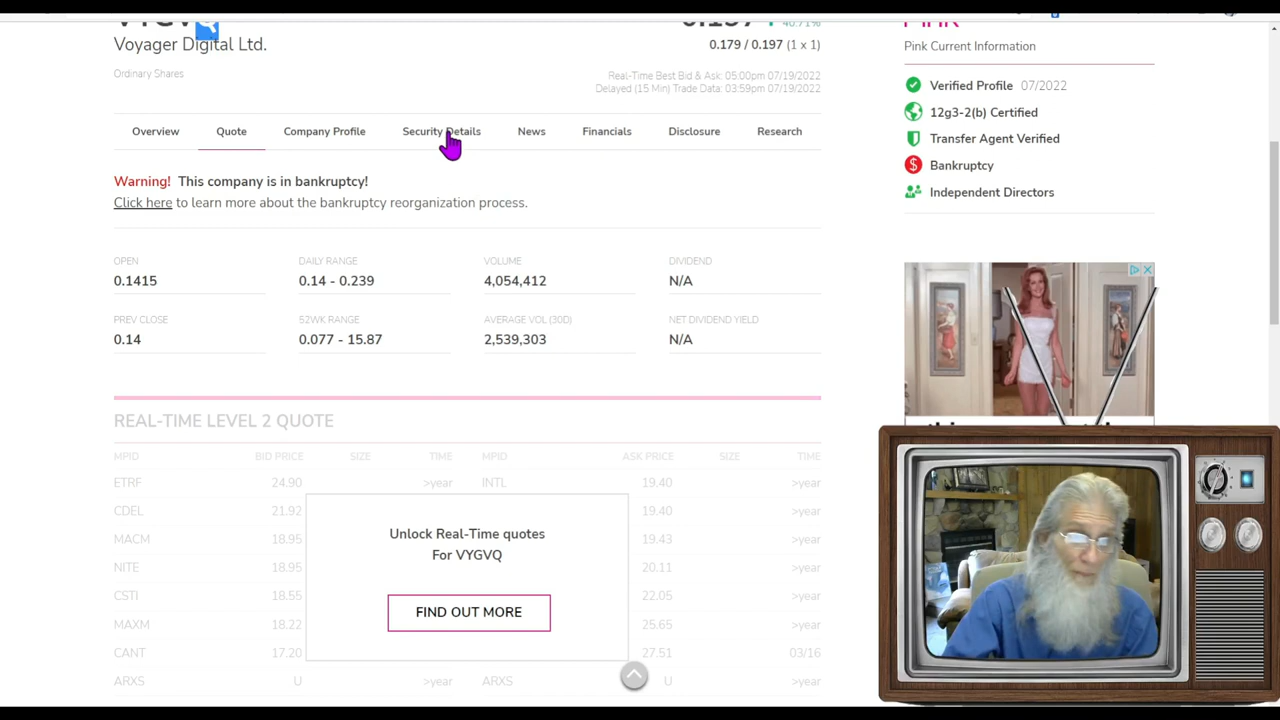 Voyager Digital Ltd.
0.179 / 0.197 (1 x 1)
Ordinary Shares
Real-Time Best Bid & Ask: 05:00pm 07/19/2022
Delayed (15 Min) Trade Data: 03:59pm 07/19/2022
Pink Current Information
Verified Profile 07/2022
12g3-2(b) Certified
Transfer Agent Verified
Bankruptcy
Independent Directors
Overview Quote Company Profile Security Details News Financials Disclosure Research
Warning! This company is in bankruptcy!
Click here to learn more about the bankruptcy reorganization process.
OPEN DAILY RANGE VOLUME DIVIDEND
0.1415 0.14 - 0.239 4,054,412 N/A
PREV CLOSE 52WK RANGE AVERAGE VOL (30D) NET DIVIDEND YIELD
0.14 0.077 - 15.87 2,539,303 N/A
REAL-TIME LEVEL 2 QUOTE
MPID BID PRICE SIZE TIME MPID ASK PRICE SIZE TIME
ETRF 24.90 >year INTL 19.40 >year
CDEL 21.92 19.40 >year
MACM 18.95 19.43 >year
NITE 18.95 20.11 >year
CSTI 18.55 22.05 >year
MAXM 18.22 25.65 >year
CANT 17.20 27.51 03/16
ARXS U >year ARXS U >year
Unlock Real-Time quotes
For VYGVQ
FIND OUT MORE